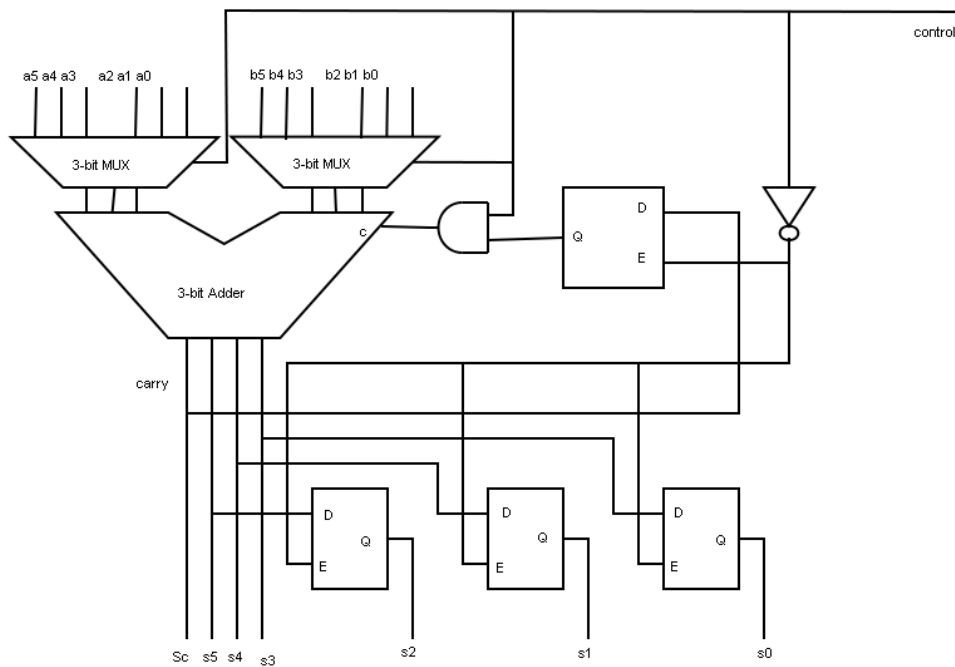 control
a5 a4 a3 a2 a1 a0
b5 b4 b3 b2 b1 b0
3-bit MUX
3-bit MUX
D
c
Q
E
3-bit Adder
carry
D
Q
E
D
Q
E
D
Q
E
Sc s5 s4 s3
s2
s1
s0